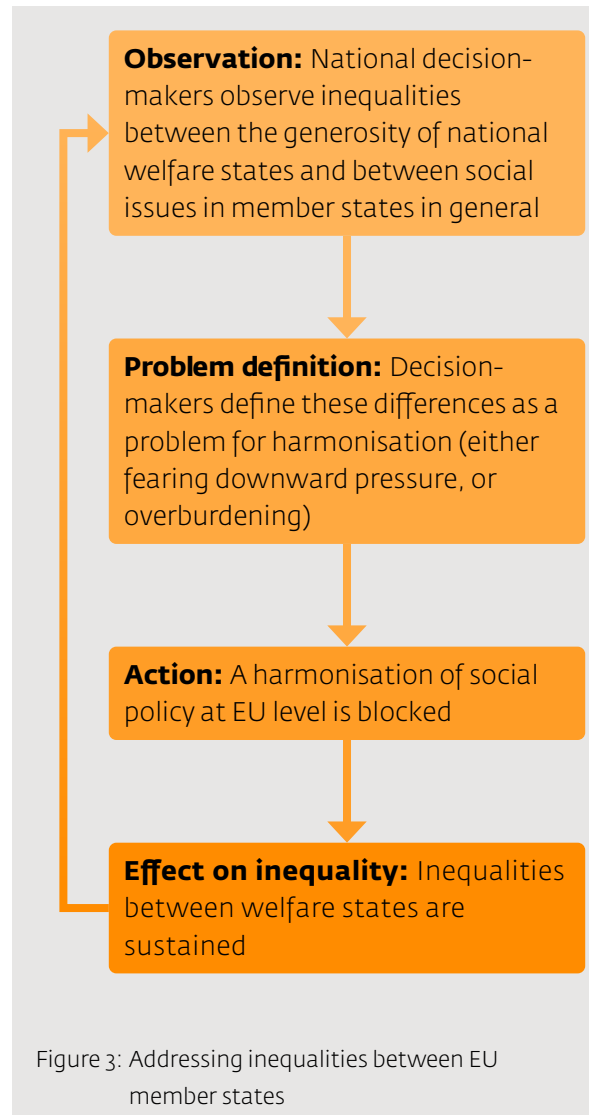 Observation: National decision-
makers observe inequalities
between the generosity of national
welfare states and between social
issues in member states in general
Problem definition: Decision-
makers define these differences as a
problem for harmonisation (either
fearing downward pressure, or
overburdening)
Action: A harmonisation of social
policy at EU level is blocked
Effect on inequality: Inequalities
between welfare states are
sustained
Figure 3: Addressing inequalities between EU
member states